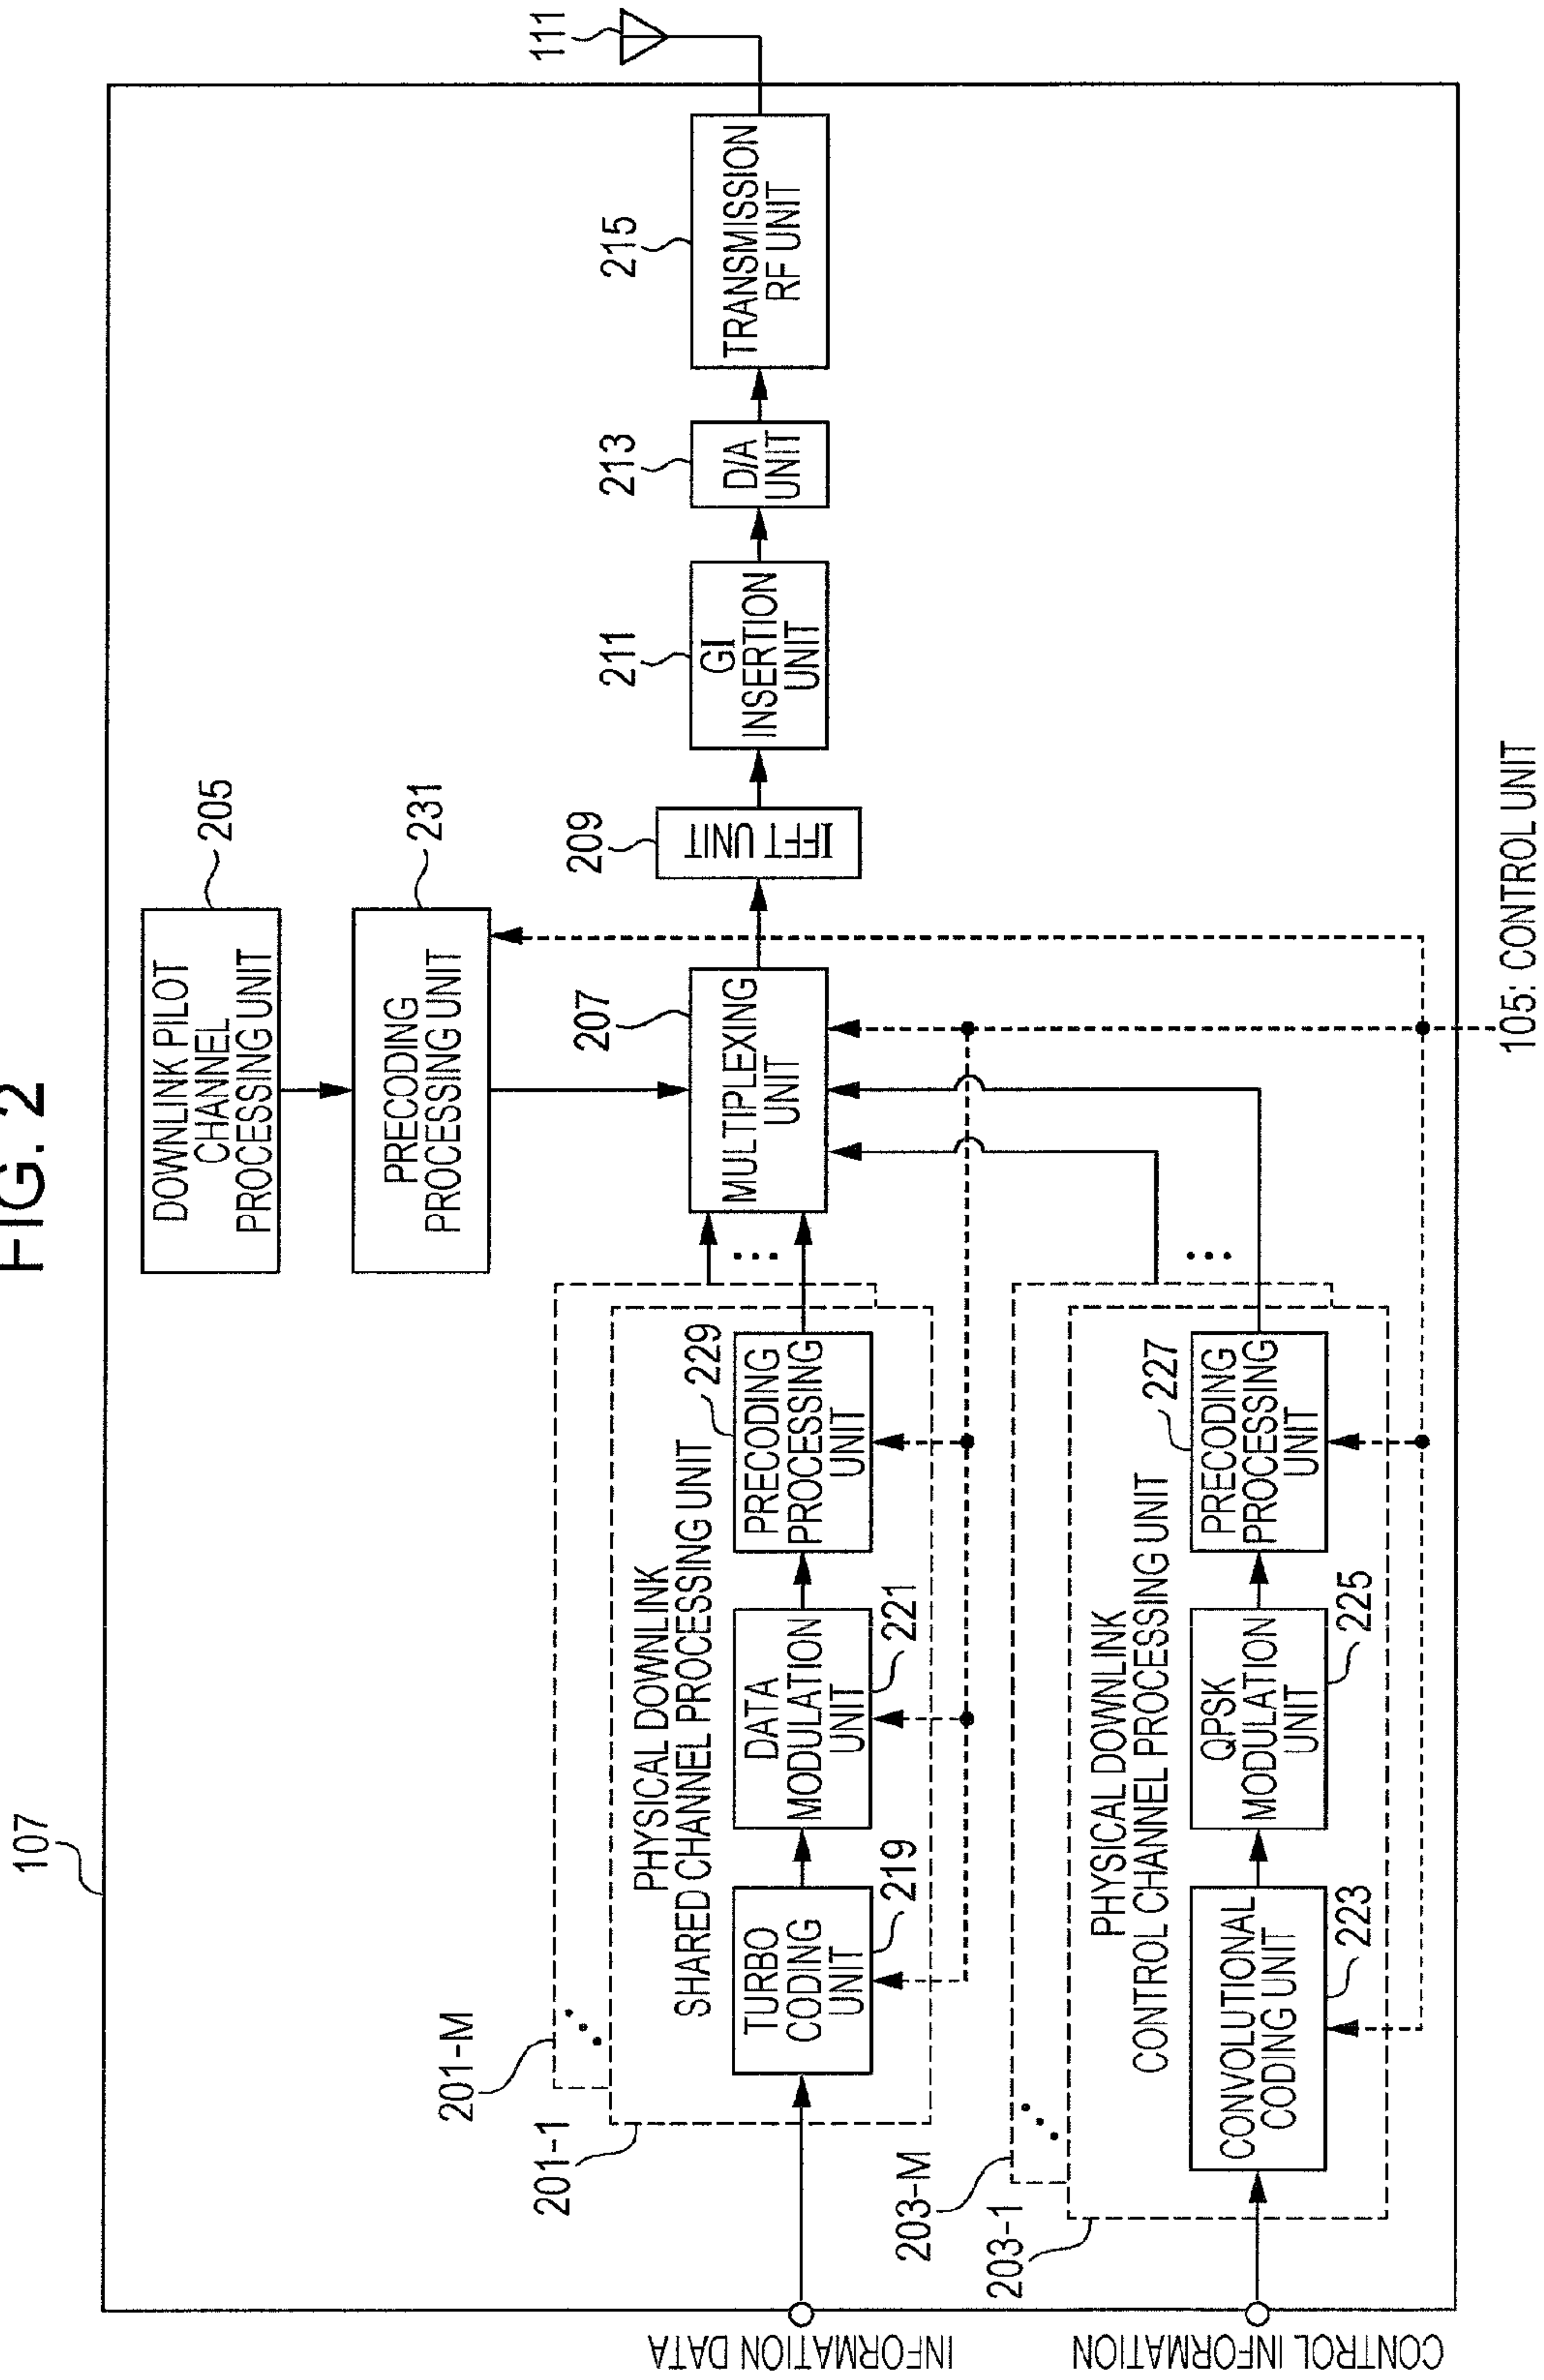 FIG. 2
107
111
DOWNLINK PILOT
CHANNEL
PROCESSING UNIT
205
PRECODING
PROCESSING UNIT
231
201-M
201-1
PHYSICAL DOWNLINK
SHARED CHANNEL PROCESSING UNIT
TURBO
CODING
UNIT
219
DATA
MODULATION
UNIT
221
PRECODING
PROCESSING
UNIT
229
MULTIPLEXING
UNIT
207
IFFT UNIT
209
GI
INSERTION
UNIT
211
D/A
UNIT
213
TRANSMISSION
RF UNIT
215
INFORMATION DATA
203-M
203-1
PHYSICAL DOWNLINK
CONTROL CHANNEL PROCESSING UNIT
CONVOLUTIONAL
CODING UNIT
223
QPSK
MODULATION
UNIT
225
PRECODING
PROCESSING
UNIT
227
CONTROL INFORMATION
105: CONTROL UNIT